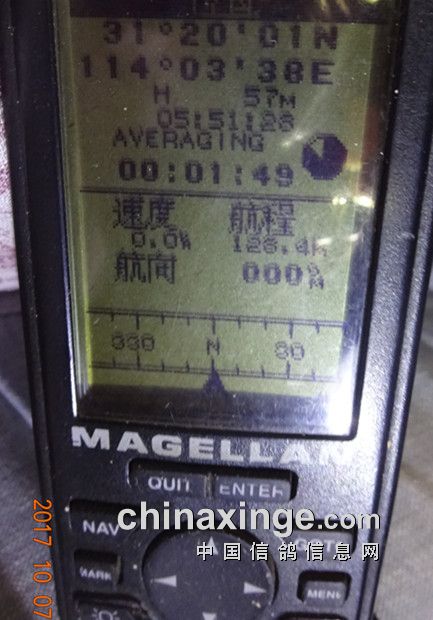 31°20'01N
114°03'38E
H 57M
05:51:28
AVERAGING
00:01:49
速度 航程
0.0 128.4
航向 000
330 N 30
MAGELLAN
QUIT ENTER
NAV GOTO
MARK MENU
chinaxinge.com
中国信鸽信息网
2017 10 07